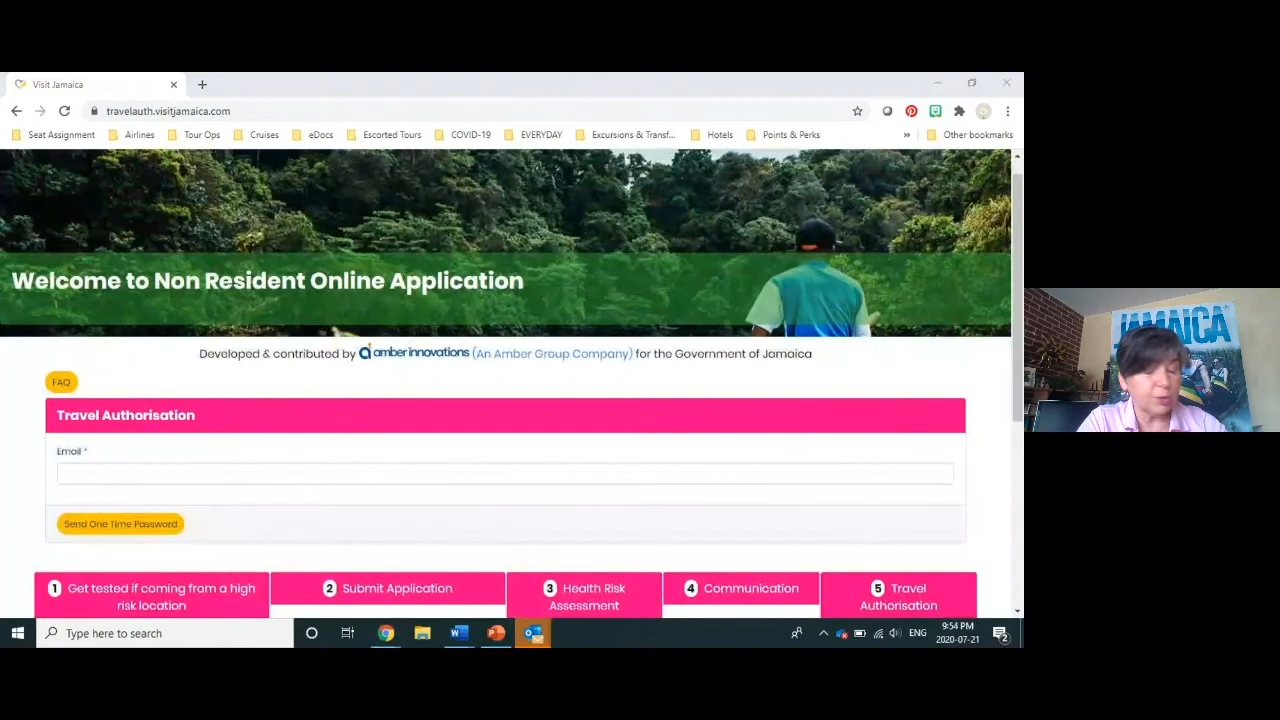 Visit Jamaica
travelauth.visitjamaica.com
Seat Assignment Airlines Tour Ops Cruises eDocs Escorted Tours COVID-19 EVERYDAY Excursions & Transf... Hotels Points & Perks » Other bookmarks
Welcome to Non Resident Online Application
Developed & contributed by amber innovations (An Amber Group Company) for the Government of Jamaica
FAQ
Travel Authorisation
Email *
Send One Time Password
1 Get tested if coming from a high
risk location
2 Submit Application
3 Health Risk
Assessment
4 Communication
5 Travel
Authorisation
JAMAICA
Type here to search
ENG
9:54 PM
2020-07-21
2